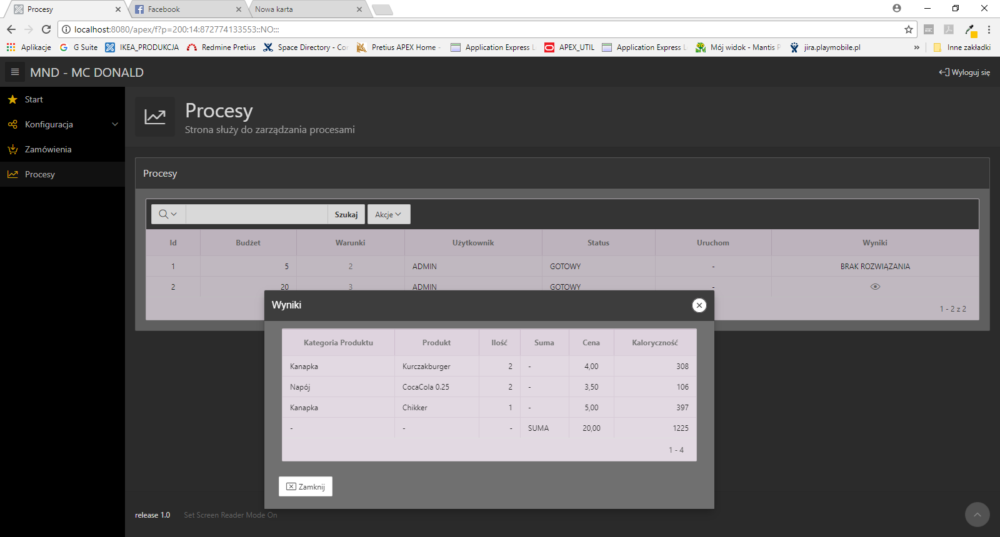 Procesy
Facebook
Nowa karta
localhost:8080/apex/f?p=200:14:872774133553::NO:::
Aplikacje
G Suite
IKEA_PRODUKCJA
Redmine Pretius
Space Directory - Cor
Pretius APEX Home -
Application Express L
APEX_UTIL
Application Express L
Mój widok - Mantis P
jira.playmobile.pl
»
Inne zakładki
MND - MC DONALD
Wyloguj się
Start
Konfiguracja
Zamówienia
Procesy
Procesy
Strona służy do zarządzania procesami
Procesy
Szukaj
Akcje
Id Budżet Warunki Użytkownik Status Uruchom Wyniki
1 5 2 ADMIN GOTOWY - BRAK ROZWIĄZANIA
2 20 3 ADMIN GOTOWY -
1 - 2 z 2
Wyniki
Kategoria Produktu Produkt Ilość Suma Cena Kaloryczność
Kanapka Kurczakburger 2 - 4,00 308
Napój CocaCola 0.25 2 - 3,50 106
Kanapka Chikker 1 - 5,00 397
- - - SUMA 20,00 1225
1 - 4
Zamknij
release 1.0
Set Screen Reader Mode On